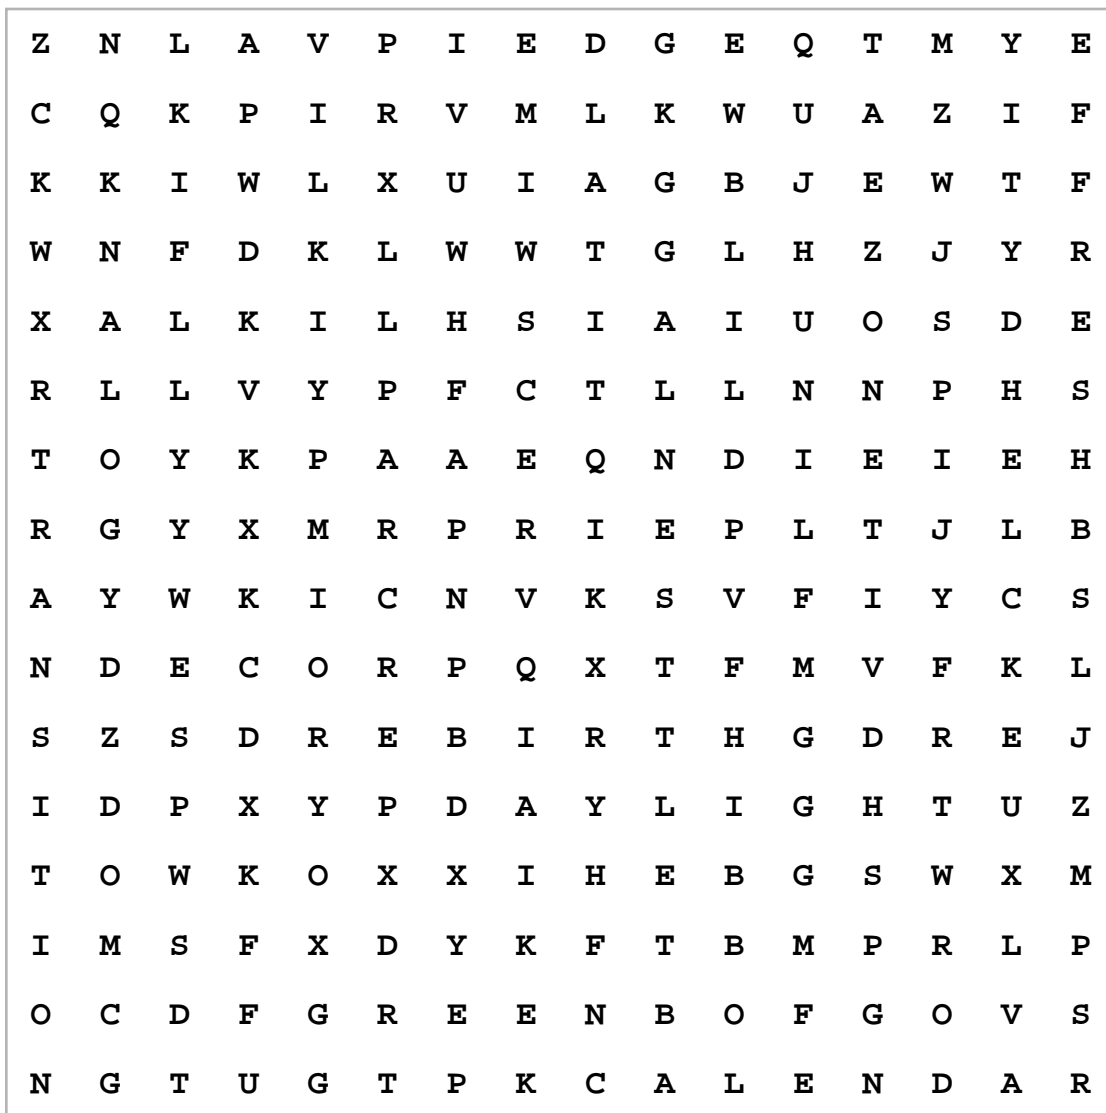 Z N L A V P I E D G E Q T M Y E
C Q K P I R V M L K W U A Z I F
K K I W L X U I A G B J E W T F
W N F D K L W W T G L H Z J Y R
X A L K I L H S I A I U O S D E
R L L V Y P F C T L L N N P H S
T O Y K P A A E Q N D I E I E H
R G Y X M R P R I E P L T J L B
A Y W K I C N V K S V F I Y C S
N D E C O R P Q X T F M V F K L
S Z S D R E B I R T H G D R E J
I D P X Y P D A Y L I G H T U Z
T O W K O X X I H E B G S W X M
I M S F X D Y K F T B M P R L P
O C D F G R E E N B O F G O V S
N G T U G T P K C A L E N D A R